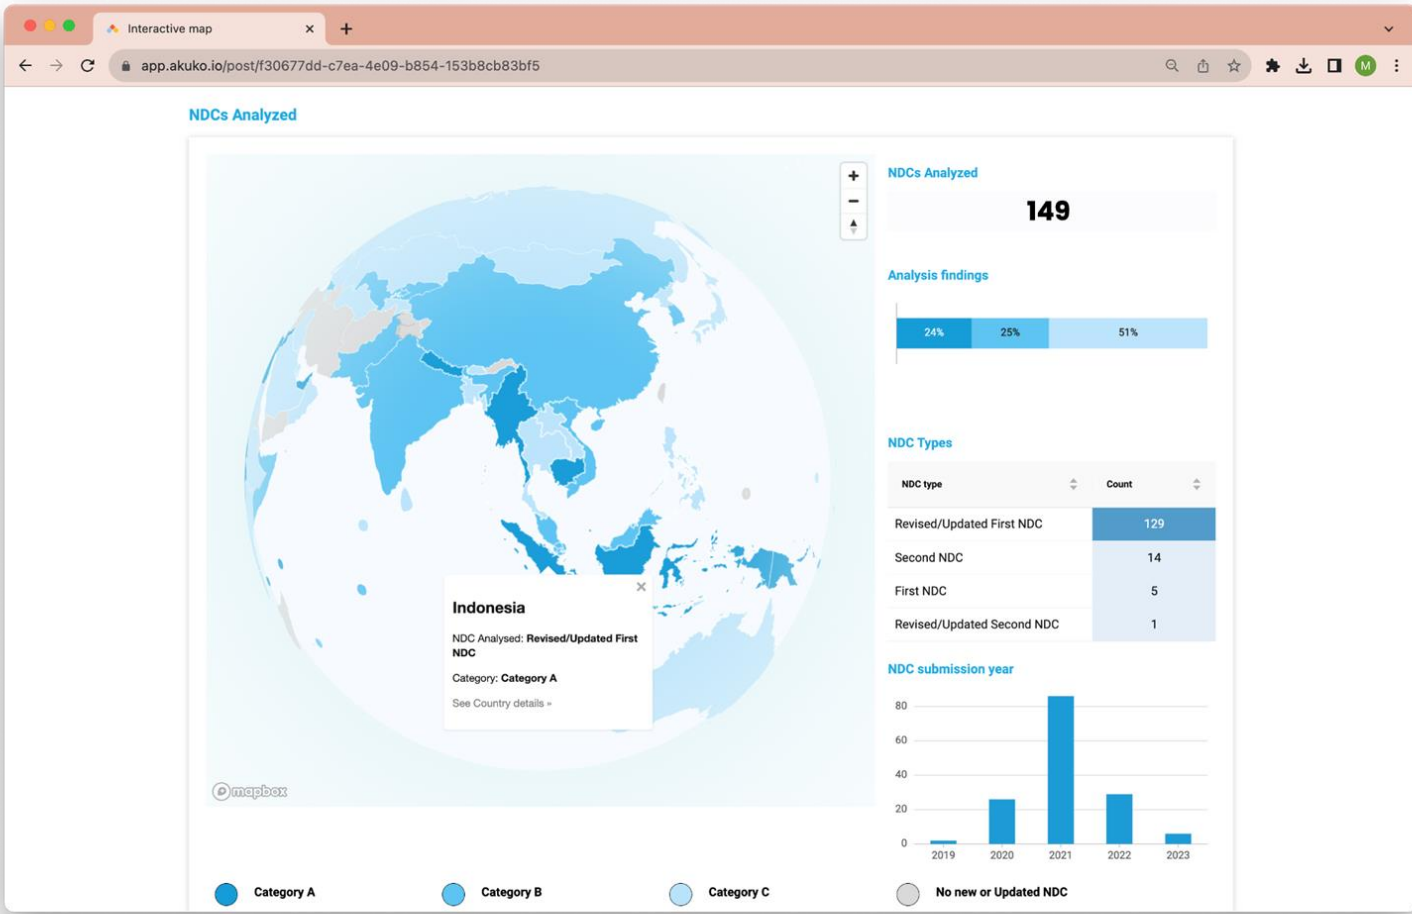 Interactive map
app.akuko.io/post/f30677dd-c7ea-4e09-b854-153b8cb83bf5
M
NDCs Analyzed
NDCs Analyzed
149
Analysis findings
24% 25% 51%
NDC Types
NDC type Count
Revised/Updated First NDC 129
Second NDC 14
First NDC 5
Revised/Updated Second NDC 1
Indonesia
NDC Analysed: Revised/Updated First
NDC
Category: Category A
See Country details »
NDC submission year
80
60
40
20
0
2019 2020 2021 2022 2023
mapbox
Category A Category B Category C No new or Updated NDC